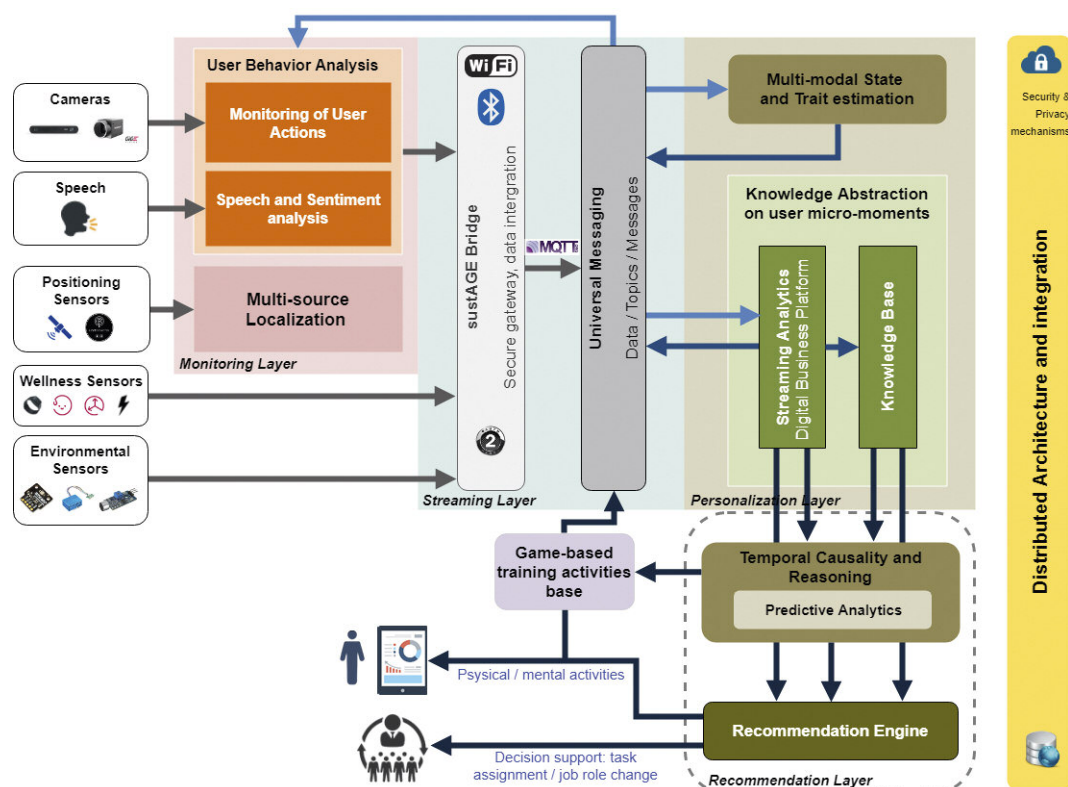 Cameras
Speech
Positioning
Sensors
Wellness Sensors
Environmental
Sensors
User Behavior Analysis
Monitoring of User
Actions
Speech and Sentiment
analysis
Multi-source
Localization
Monitoring Layer
WiFi
sustAGE Bridge
Secure gateway, data intergration
2
Streaming Layer
MQTT
Universal Messaging
Data / Topics / Messages
Multi-modal State
and Trait estimation
Knowledge Abstraction
on user micro-moments
Streaming Analytics
Digital Business Platform
Knowledge Base
Personalization Layer
Game-based
training activities
base
Temporal Causality and
Reasoning
Predictive Analytics
Psysical / mental activities
Recommendation Engine
Decision support: task
assignment / job role change
Recommendation Layer
Security &
Privacy
mechanisms
Distributed Architecture and integration